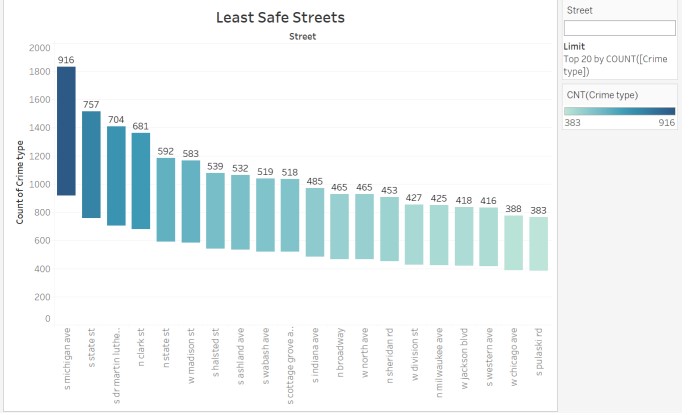 Least Safe Streets
Street
Count of Crime type
2000
1800
1600
1400
1200
1000
800
600
400
200
0
916
757
704
681
592
583
539
532
519
518
485
465
465
453
427
425
418
416
388
383
s michigan ave
s state st
s dr martin luthe..
n clark st
n state st
w madison st
s halsted st
s ashland ave
s wabash ave
s cottage grove a..
s indiana ave
n broadway
w north ave
n sheridan rd
w division st
n milwaukee ave
w jackson blvd
s western ave
w chicago ave
s pulaski rd
Street
Limit
Top 20 by COUNT([Crime
type])
CNT(Crime type)
383 916